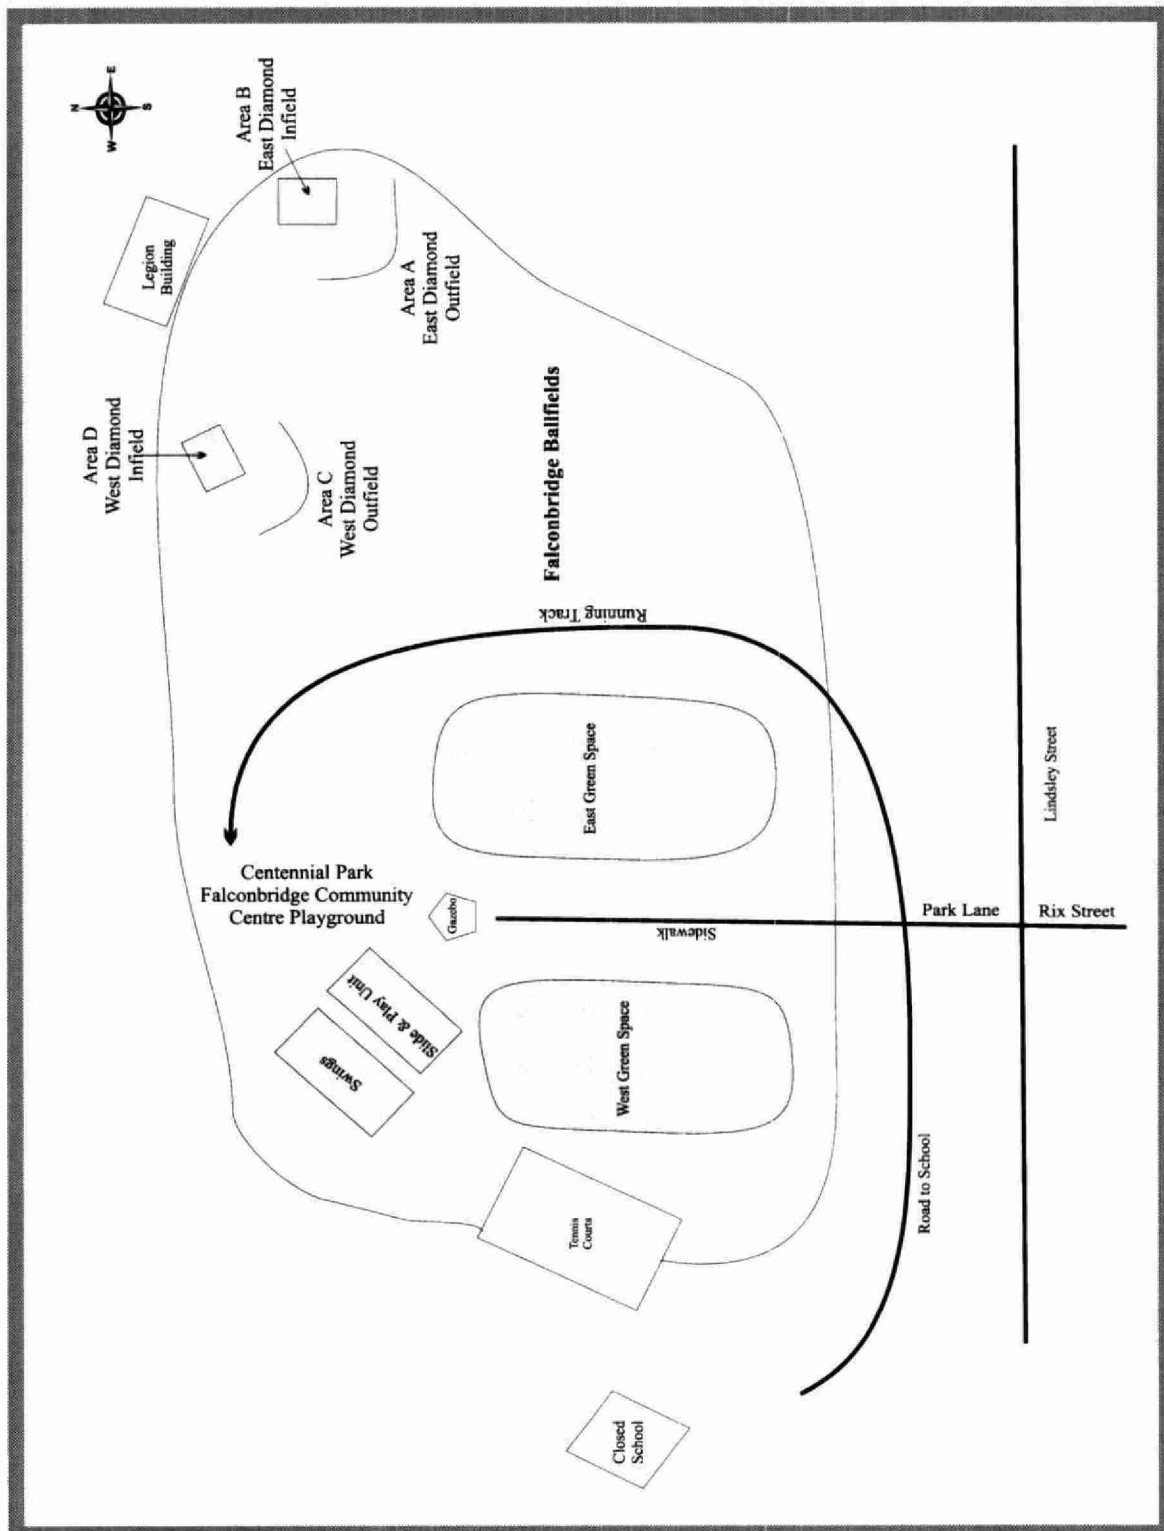 N
E
S
W
Area B
East Diamond
Infield
Legion
Building
Area A
East Diamond
Outfield
Area D
West Diamond
Infield
Area C
West Diamond
Outfield
Falconbridge Ballfields
Running Track
East Green Space
Lindsley Street
Centennial Park
Falconbridge Community
Centre Playground
Gazebo
Sidewalk
Park Lane
Rix Street
Slide & Play Unit
Swings
West Green Space
Tennis
Courts
Road to School
Closed
School